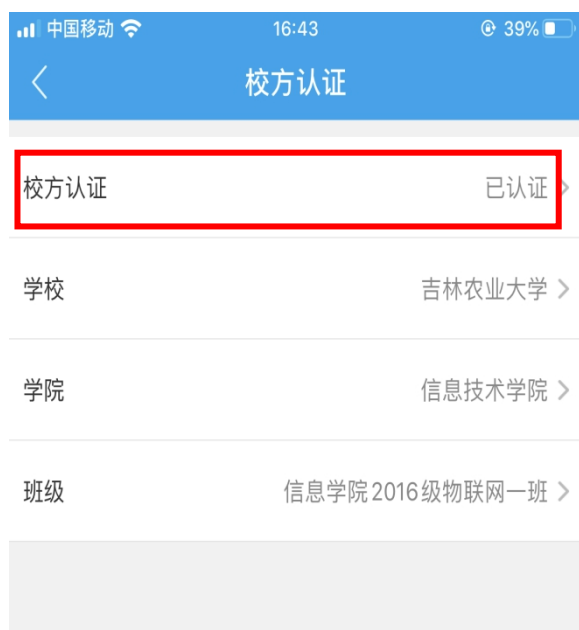 中国移动 16:43 39%
校方认证
校方认证 已认证
学校 吉林农业大学
学院 信息技术学院
班级 信息学院2016级物联网一班